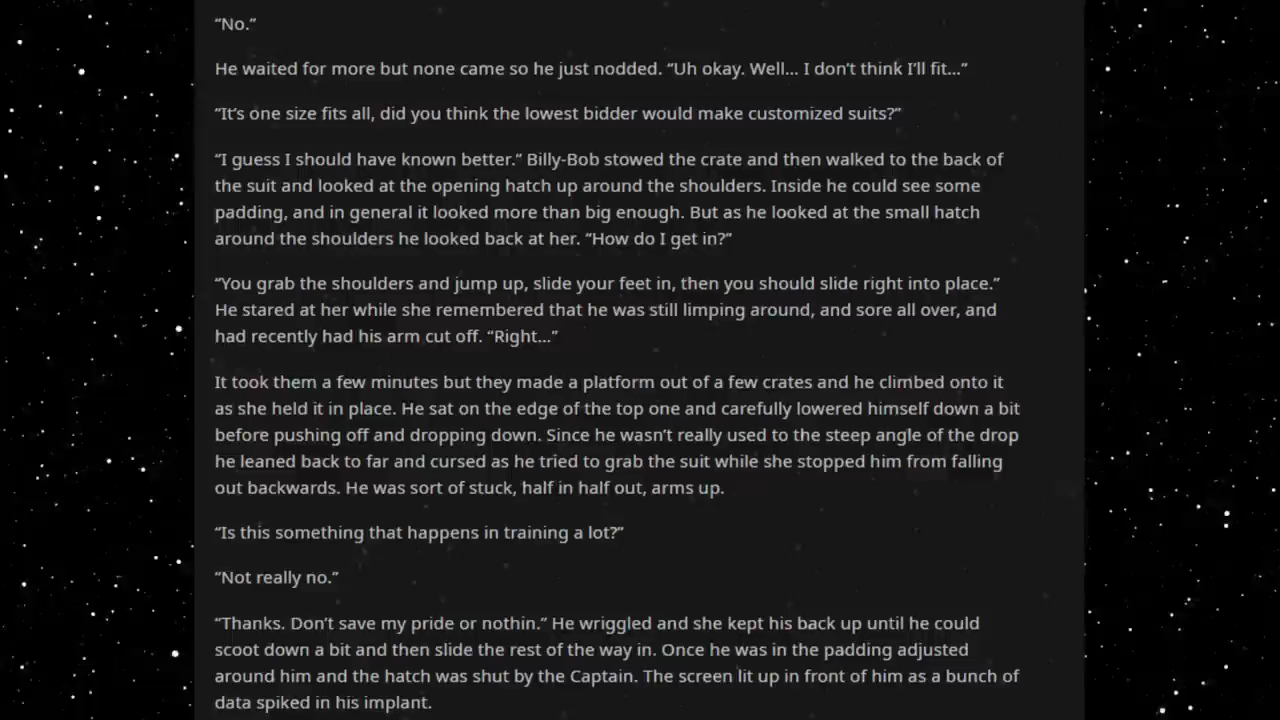 “No.”
He waited for more but none came so he just nodded. “Uh okay. Well... I don’t think I’ll fit...”
“It’s one size fits all, did you think the lowest bidder would make customized suits?”
“I guess I should have known better.” Billy-Bob stowed the crate and then walked to the back of
the suit and looked at the opening hatch up around the shoulders. Inside he could see some
padding, and in general it looked more than big enough. But as he looked at the small hatch
around the shoulders he looked back at her. “How do I get in?”
“You grab the shoulders and jump up, slide your feet in, then you should slide right into place.”
He stared at her while she remembered that he was still limping around, and sore all over, and
had recently had his arm cut off. “Right...”
It took them a few minutes but they made a platform out of a few crates and he climbed onto it
as she held it in place. He sat on the edge of the top one and carefully lowered himself down a bit
before pushing off and dropping down. Since he wasn’t really used to the steep angle of the drop
he leaned back to far and cursed as he tried to grab the suit while she stopped him from falling
out backwards. He was sort of stuck, half in half out, arms up.
“Is this something that happens in training a lot?”
“Not really no.”
“Thanks. Don’t save my pride or nothin.” He wriggled and she kept his back up until he could
scoot down a bit and then slide the rest of the way in. Once he was in the padding adjusted
around him and the hatch was shut by the Captain. The screen lit up in front of him as a bunch of
data spiked in his implant.